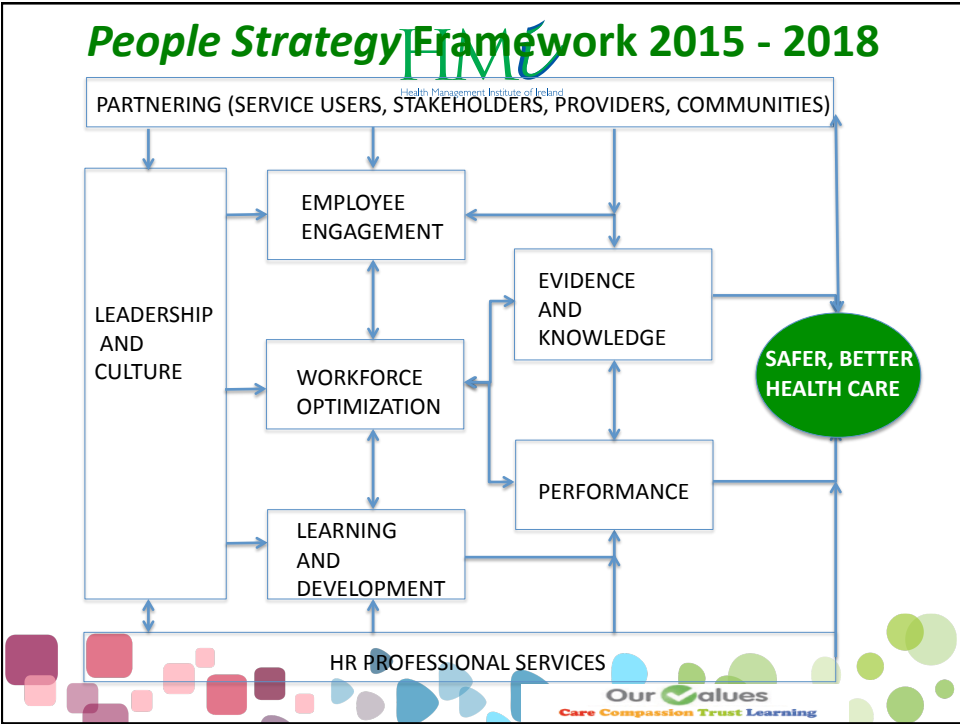 People Strategy Framework 2015 - 2018
HMi
Health Management Institute of Ireland
PARTNERING (SERVICE USERS, STAKEHOLDERS, PROVIDERS, COMMUNITIES)
EMPLOYEE
ENGAGEMENT
EVIDENCE
AND
KNOWLEDGE
LEADERSHIP
AND
CULTURE
WORKFORCE
OPTIMIZATION
SAFER, BETTER
HEALTH CARE
PERFORMANCE
LEARNING
AND
DEVELOPMENT
HR PROFESSIONAL SERVICES
Our Values
Care Compassion Trust Learning